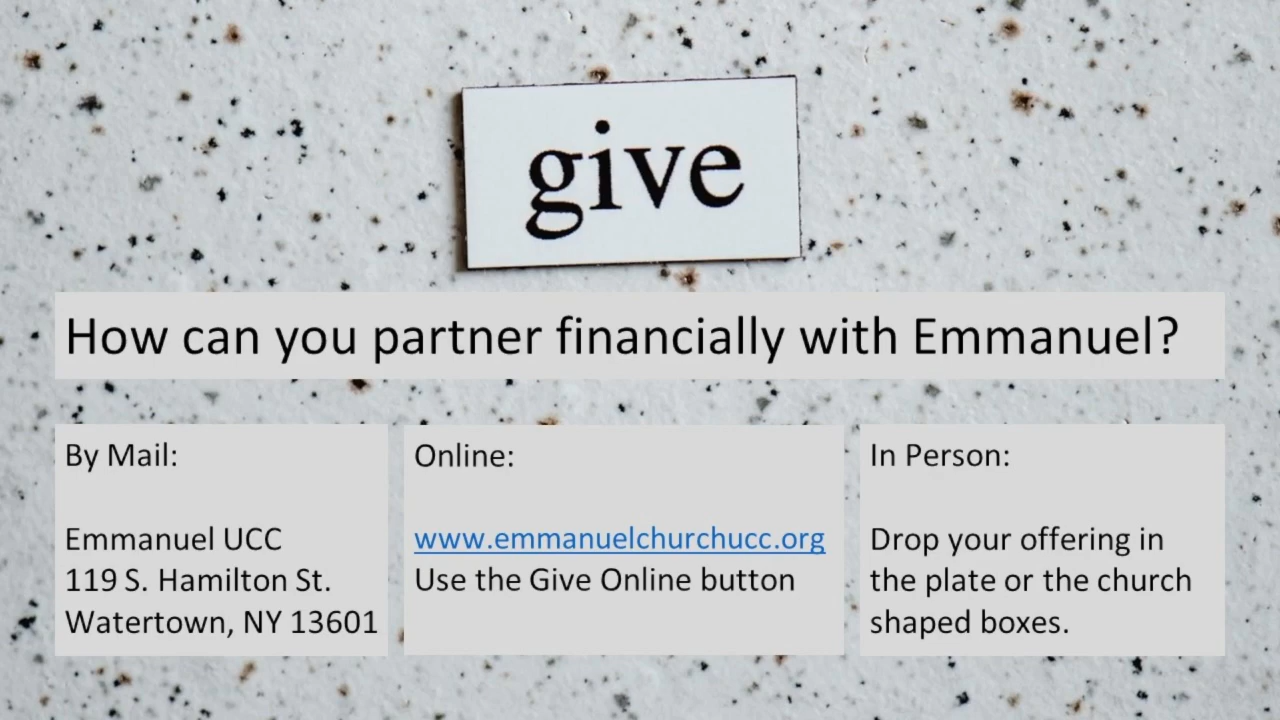 give
How can you partner financially with Emmanuel?
By Mail:
Emmanuel UCC
119 S. Hamilton St.
Watertown, NY 13601
Online:
www.emmanuelchurchucc.org
Use the Give Online button
In Person:
Drop your offering in
the plate or the church
shaped boxes.